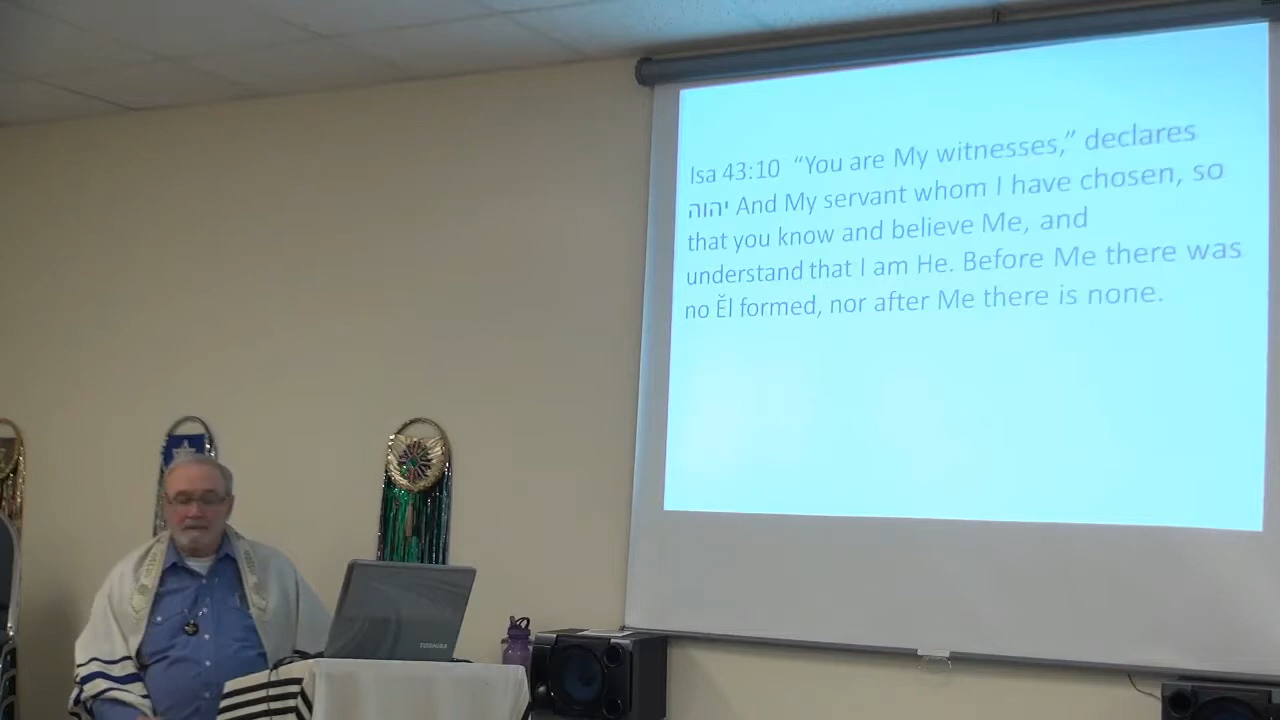 Isa 43:10 “You are My witnesses,” declares
יהוה And My servant whom I have chosen, so
that you know and believe Me, and
understand that I am He. Before Me there was
no Ĕl formed, nor after Me there is none.
TOSHIBA